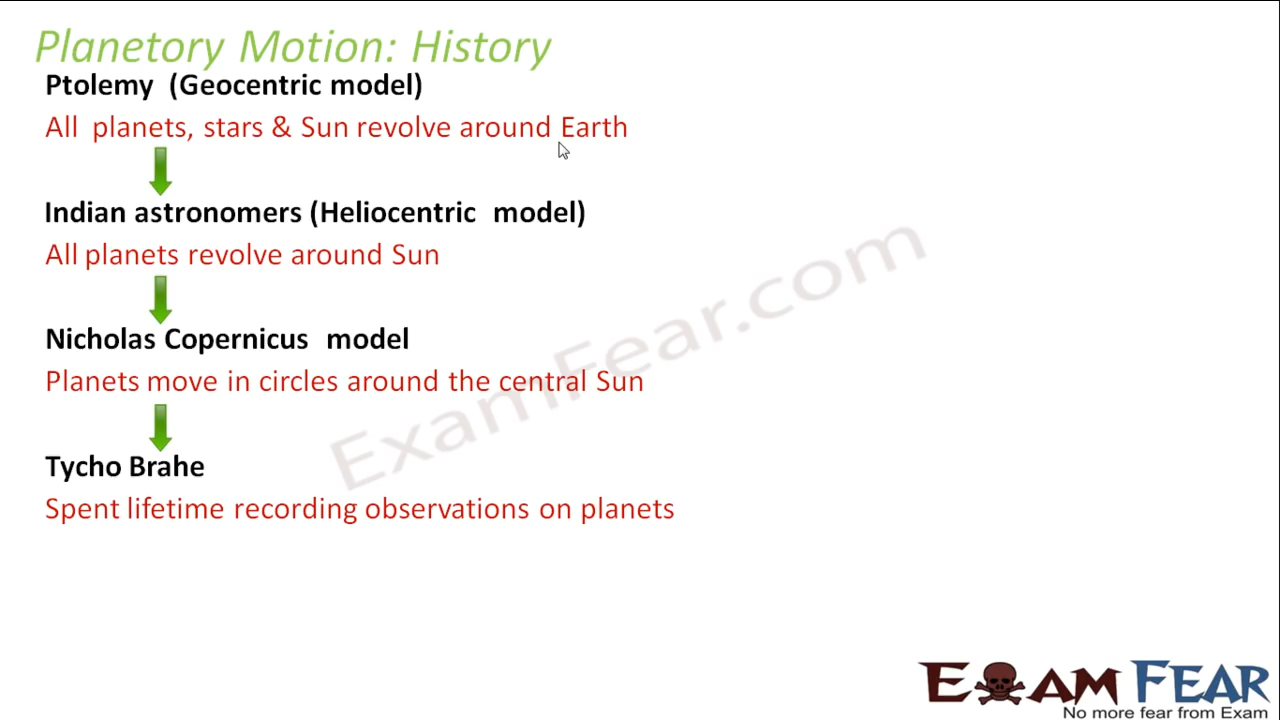 Planetory Motion: History
Ptolemy (Geocentric model)
All planets, stars & Sun revolve around Earth
Indian astronomers (Heliocentric model)
All planets revolve around Sun
Nicholas Copernicus model
Planets move in circles around the central Sun
Tycho Brahe
Spent lifetime recording observations on planets
ExamFear.com
EXAM FEAR
No more fear from Exam